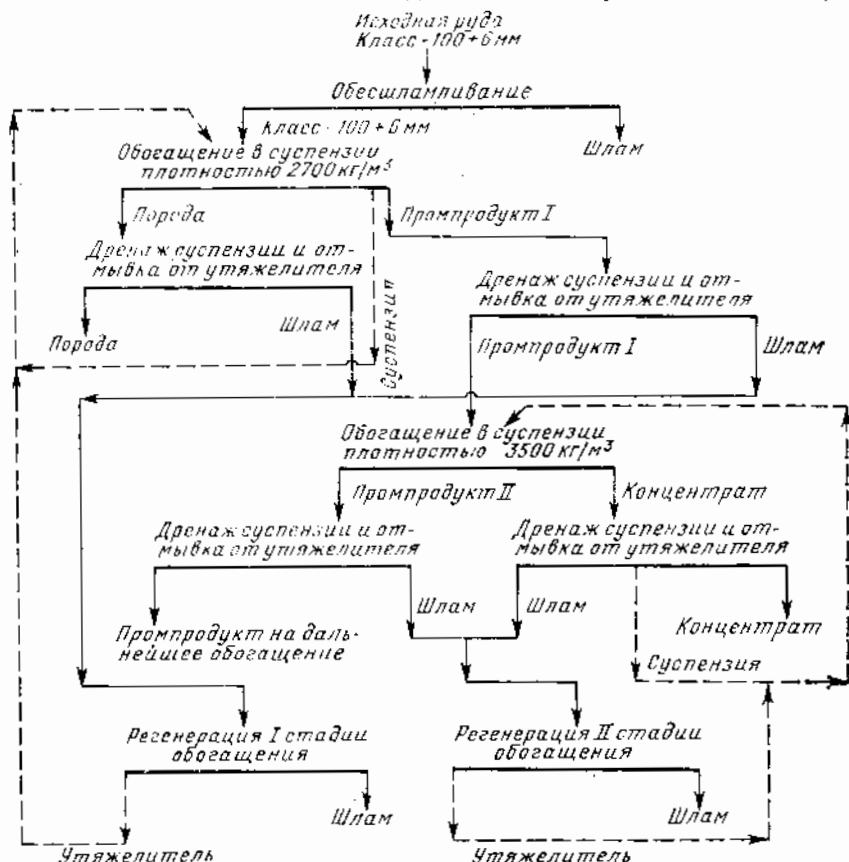 Исходная руда
Класс -100+6 мм
Обесшламливание
Класс -100+6 мм
Шлам
Обогащение в суспензии
плотностью 2700 кг/м³
Порода
Промпродукт I
Дренаж суспензии и от-
мывка от утяжелителя
Дренаж суспензии и от-
мывка от утяжелителя
Суспензия
Порода
Шлам
Промпродукт I
Шлам
Обогащение в суспензии
плотностью 3500 кг/м³
Промпродукт II
Концентрат
Дренаж суспензии и от-
мывка от утяжелителя
Дренаж суспензии и от-
мывка от утяжелителя
Шлам
Шлам
Промпродукт на даль-
нейшее обогащение
Концентрат
Суспензия
Регенерация I стадии
обогащения
Регенерация II стадии
обогащения
Шлам
Шлам
Утяжелитель
Утяжелитель